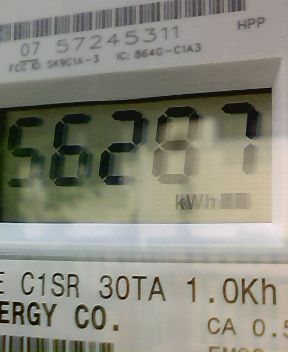 HPP
07 57245311
FCC ID: SK9C1A-3 IC: 864G-C1A3
56287
kWh
E C1SR 30TA 1.0Kh
ERGY CO.
CA 0.5